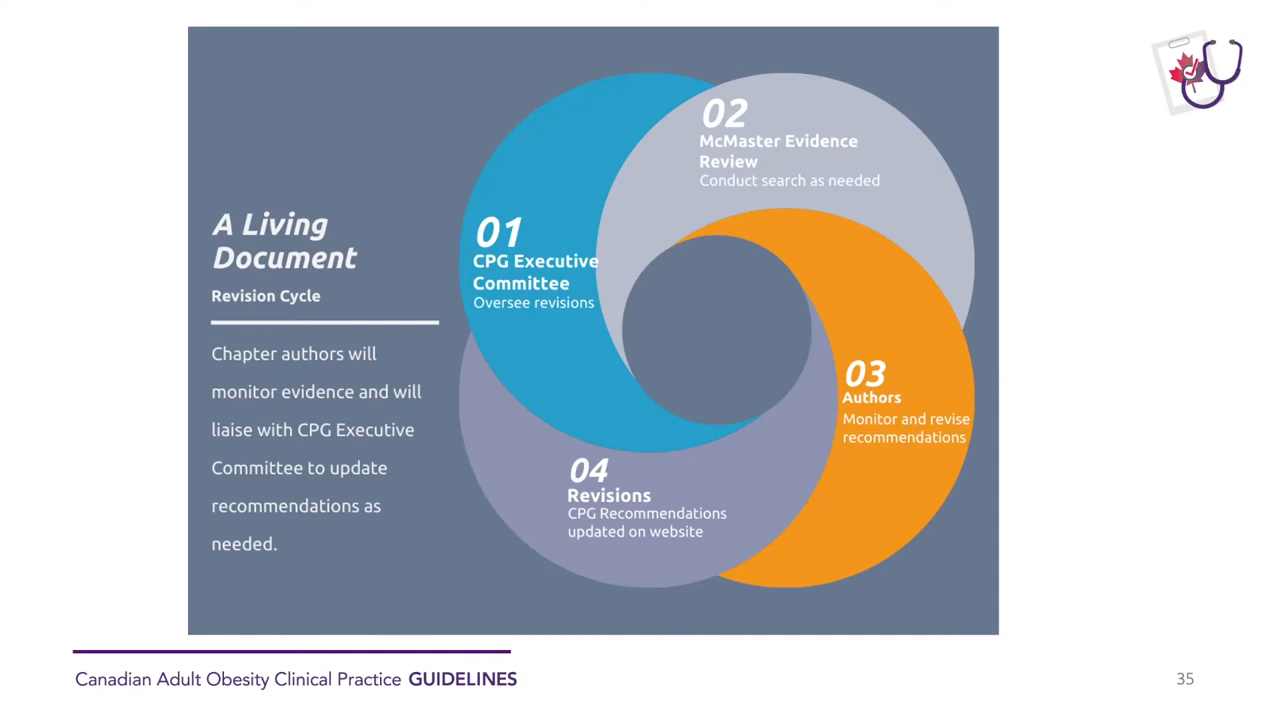 A Living
Document
Revision Cycle
Chapter authors will
monitor evidence and will
liaise with CPG Executive
Committee to update
recommendations as
needed.
01
CPG Executive
Committee
Oversee revisions
02
McMaster Evidence
Review
Conduct search as needed
03
Authors
Monitor and revise
recommendations
04
Revisions
CPG Recommendations
updated on website
Canadian Adult Obesity Clinical Practice GUIDELINES
35